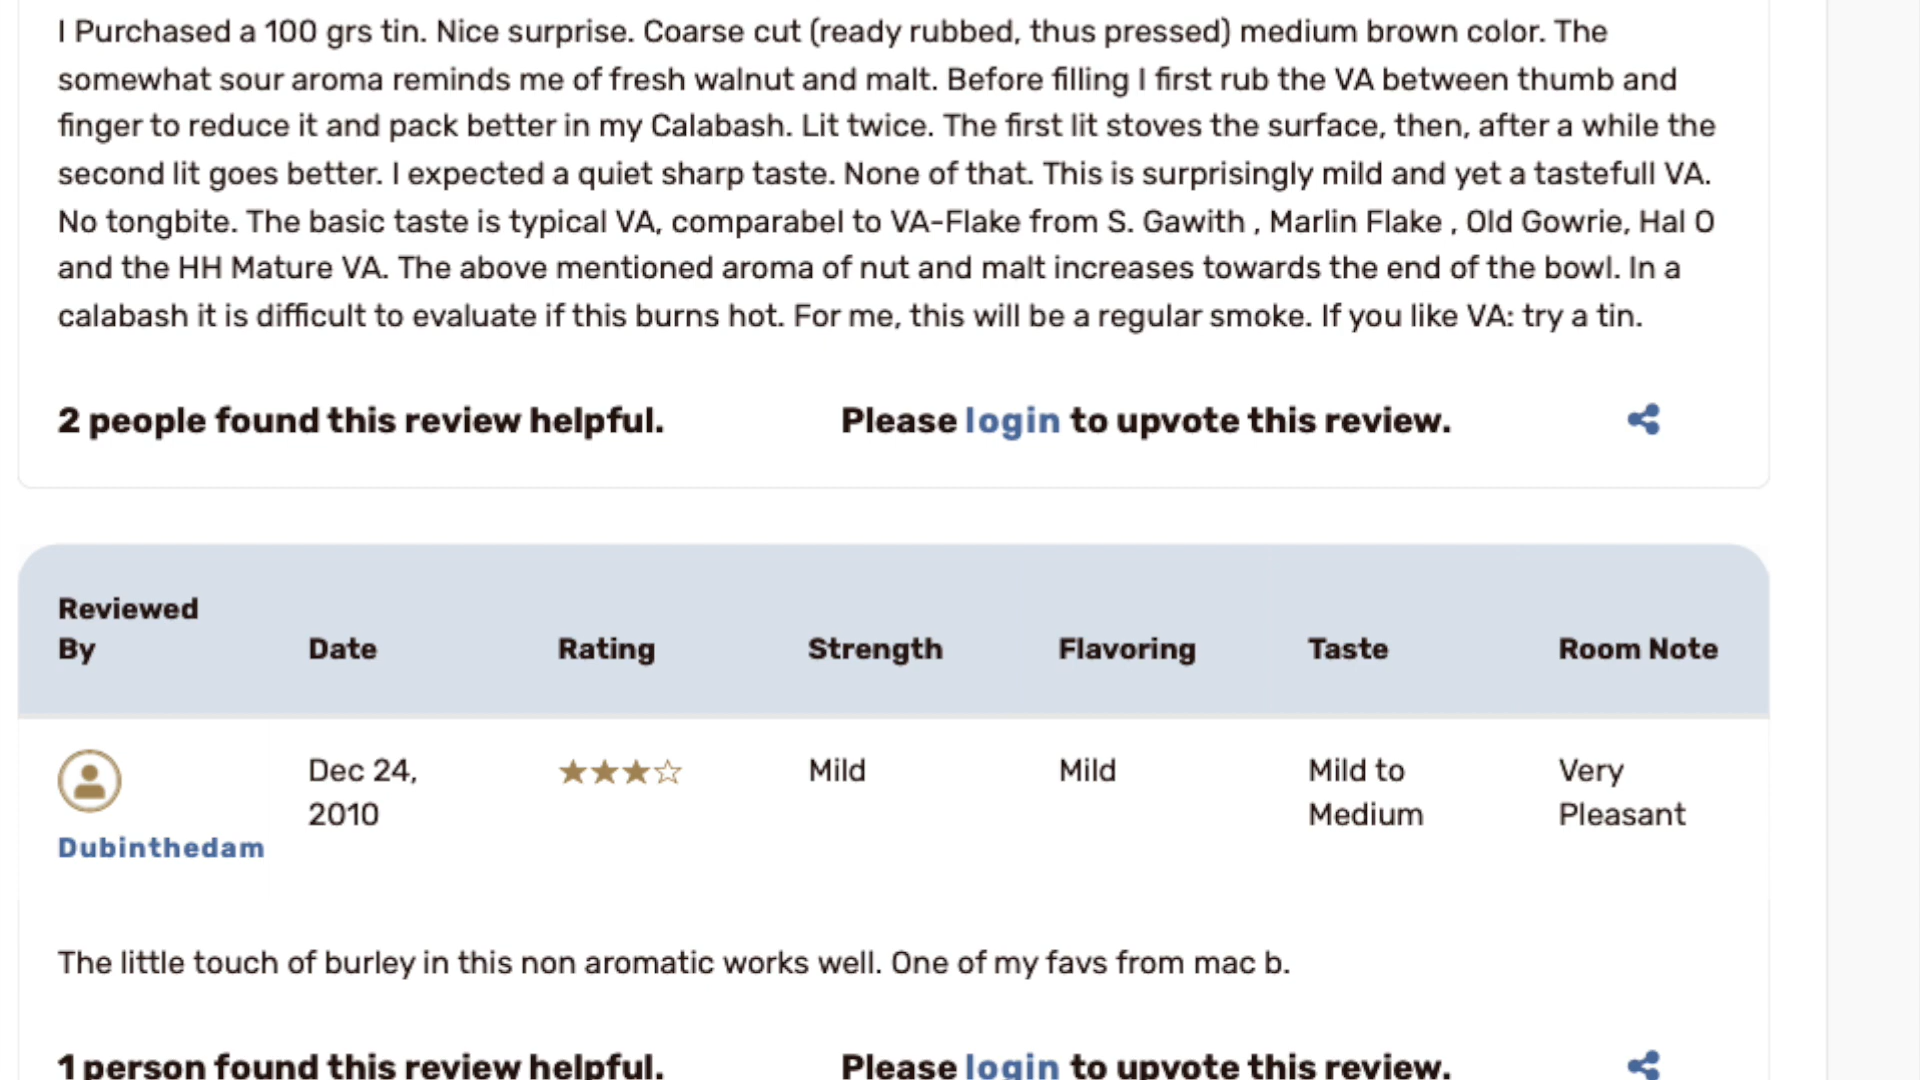 I Purchased a 100 grs tin. Nice surprise. Coarse cut (ready rubbed, thus pressed) medium brown color. The
somewhat sour aroma reminds me of fresh walnut and malt. Before filling I first rub the VA between thumb and
finger to reduce it and pack better in my Calabash. Lit twice. The first lit stoves the surface, then, after a while the
second lit goes better. I expected a quiet sharp taste. None of that. This is surprisingly mild and yet a tastefull VA.
No tongbite. The basic taste is typical VA, comparabel to VA-Flake from S. Gawith , Marlin Flake , Old Gowrie, Hal O
and the HH Mature VA. The above mentioned aroma of nut and malt increases towards the end of the bowl. In a
calabash it is difficult to evaluate if this burns hot. For me, this will be a regular smoke. If you like VA: try a tin.
2 people found this review helpful. Please login to upvote this review.
Reviewed
By Date Rating Strength Flavoring Taste Room Note
Dec 24, Mild Mild Mild to Very
2010 Medium Pleasant
Dubinthedam
The little touch of burley in this non aromatic works well. One of my favs from mac b.
1 person found this review helpful. Please login to upvote this review.